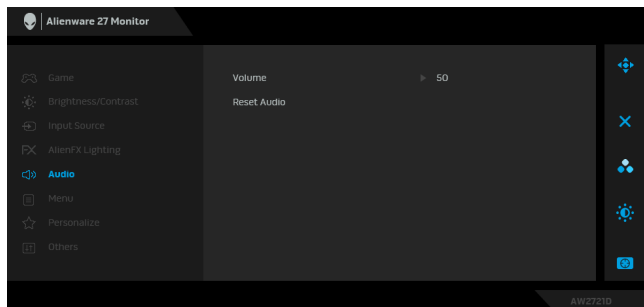 Alienware 27 Monitor
Game
Brightness/Contrast
Input Source
AlienFX Lighting
Audio
Menu
Personalize
Others
Volume 50
Reset Audio
AW2721D